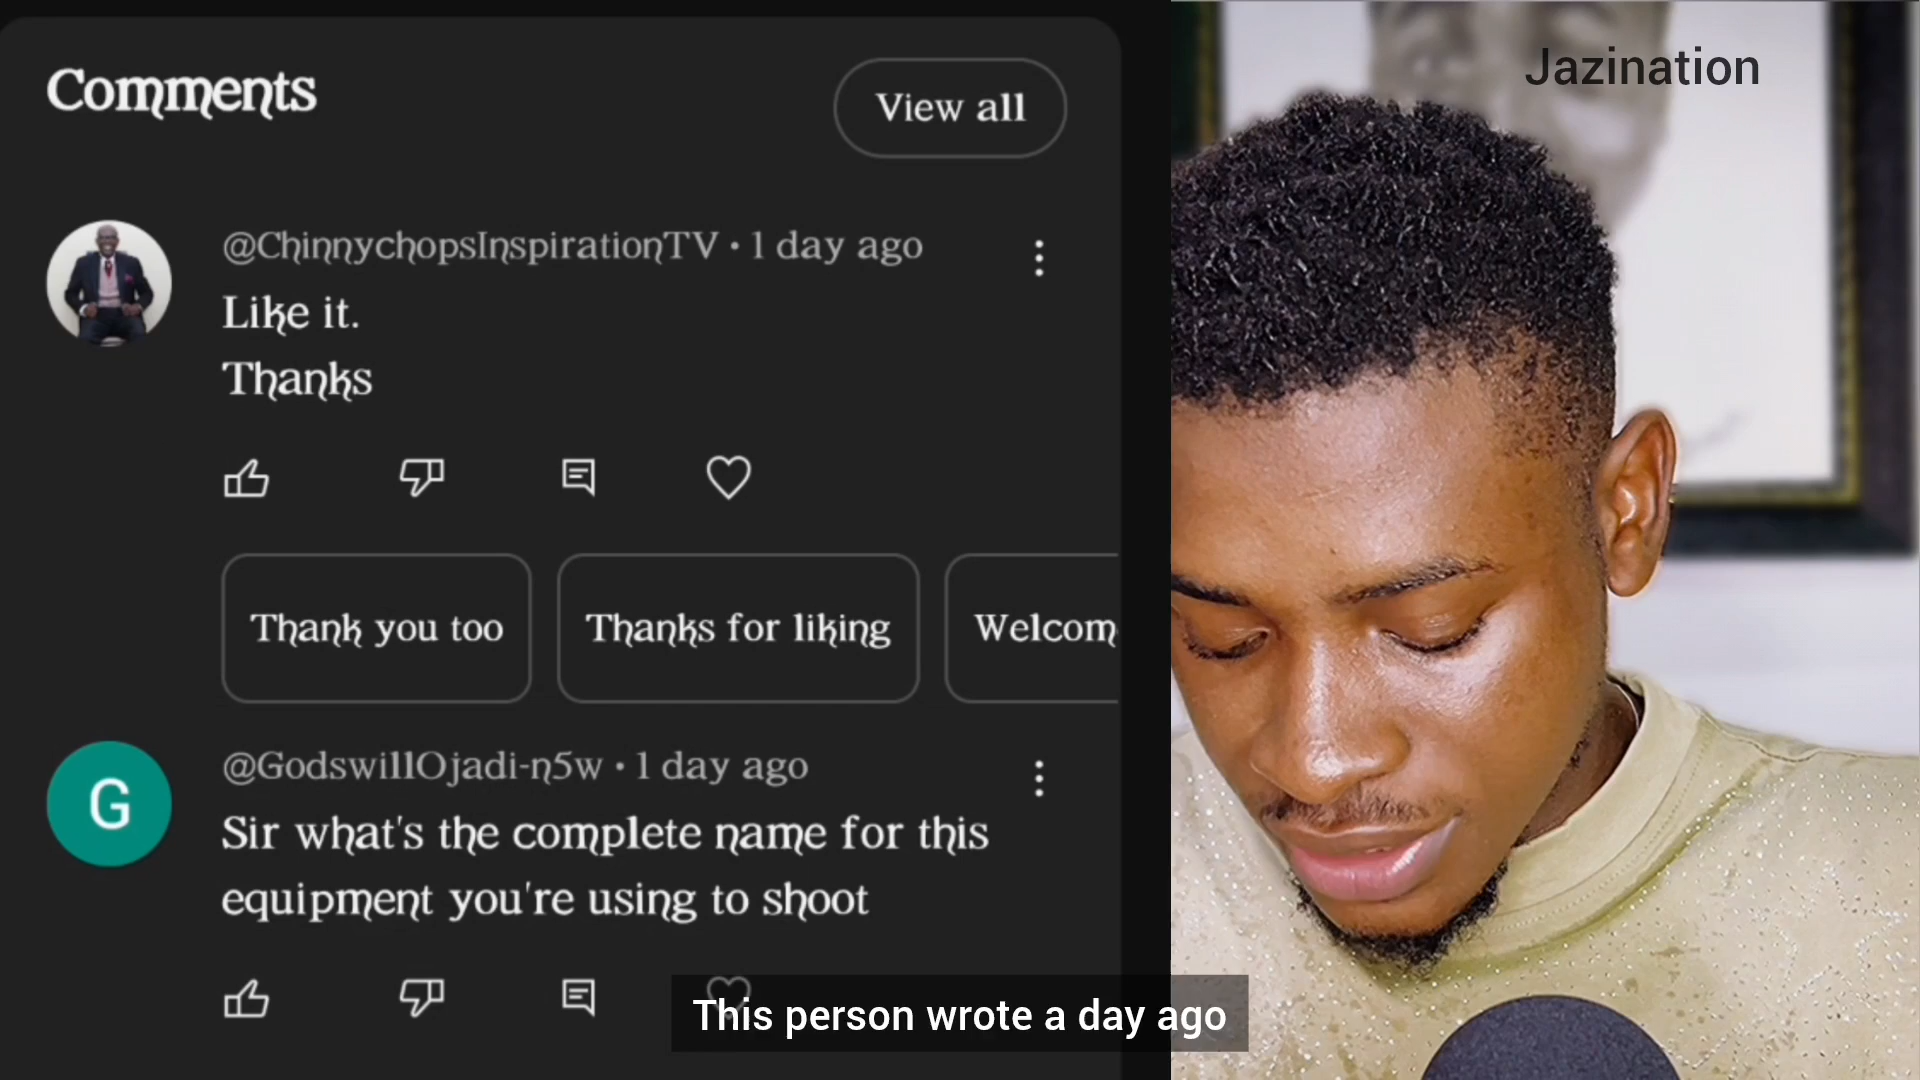 Comments
View all
@ChinnychopsInspirationTV • 1 day ago
Like it.
Thanks
Thank you too
Thanks for liking
Welcom
G
@GodswillOjadi-n5w • 1 day ago
Sir what's the complete name for this
equipment you're using to shoot
Jazination
This person wrote a day ago